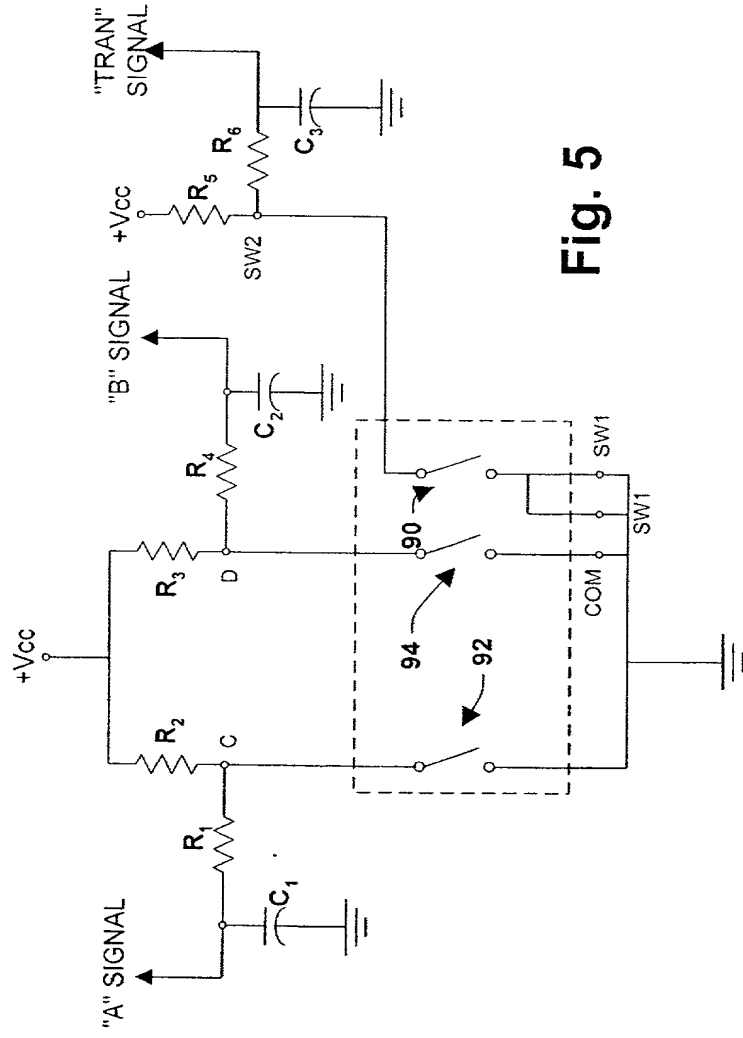 +Vcc
"A" SIGNAL
"B" SIGNAL
+Vcc
"TRAN"
SIGNAL
R1
R2
R3
R4
R5
R6
C
D
SW2
C1
C2
C3
92
94
90
COM
SW1
SW1
Fig. 5